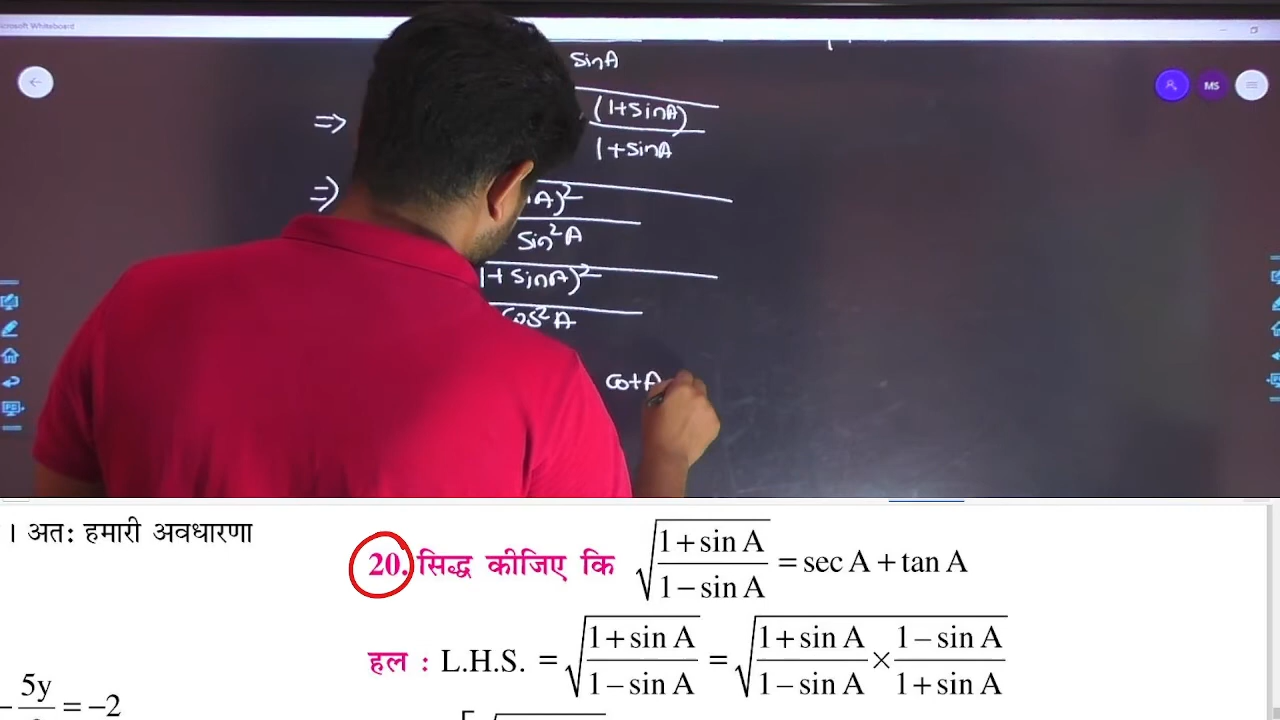 Microsoft Whiteboard
sin A
MS
⇒ (1+sinA)
1+sinA
⇒ A)²
sin²A
1+sinA)²
cos²A
cotA
। अतः हमारी अवधारणा
20. सिद्ध कीजिए कि √((1+sin A)/(1−sin A)) = sec A + tan A
हल : L.H.S. = √((1+sin A)/(1−sin A)) = √((1+sin A)/(1−sin A) × (1−sin A)/(1+sin A))
5y = −2